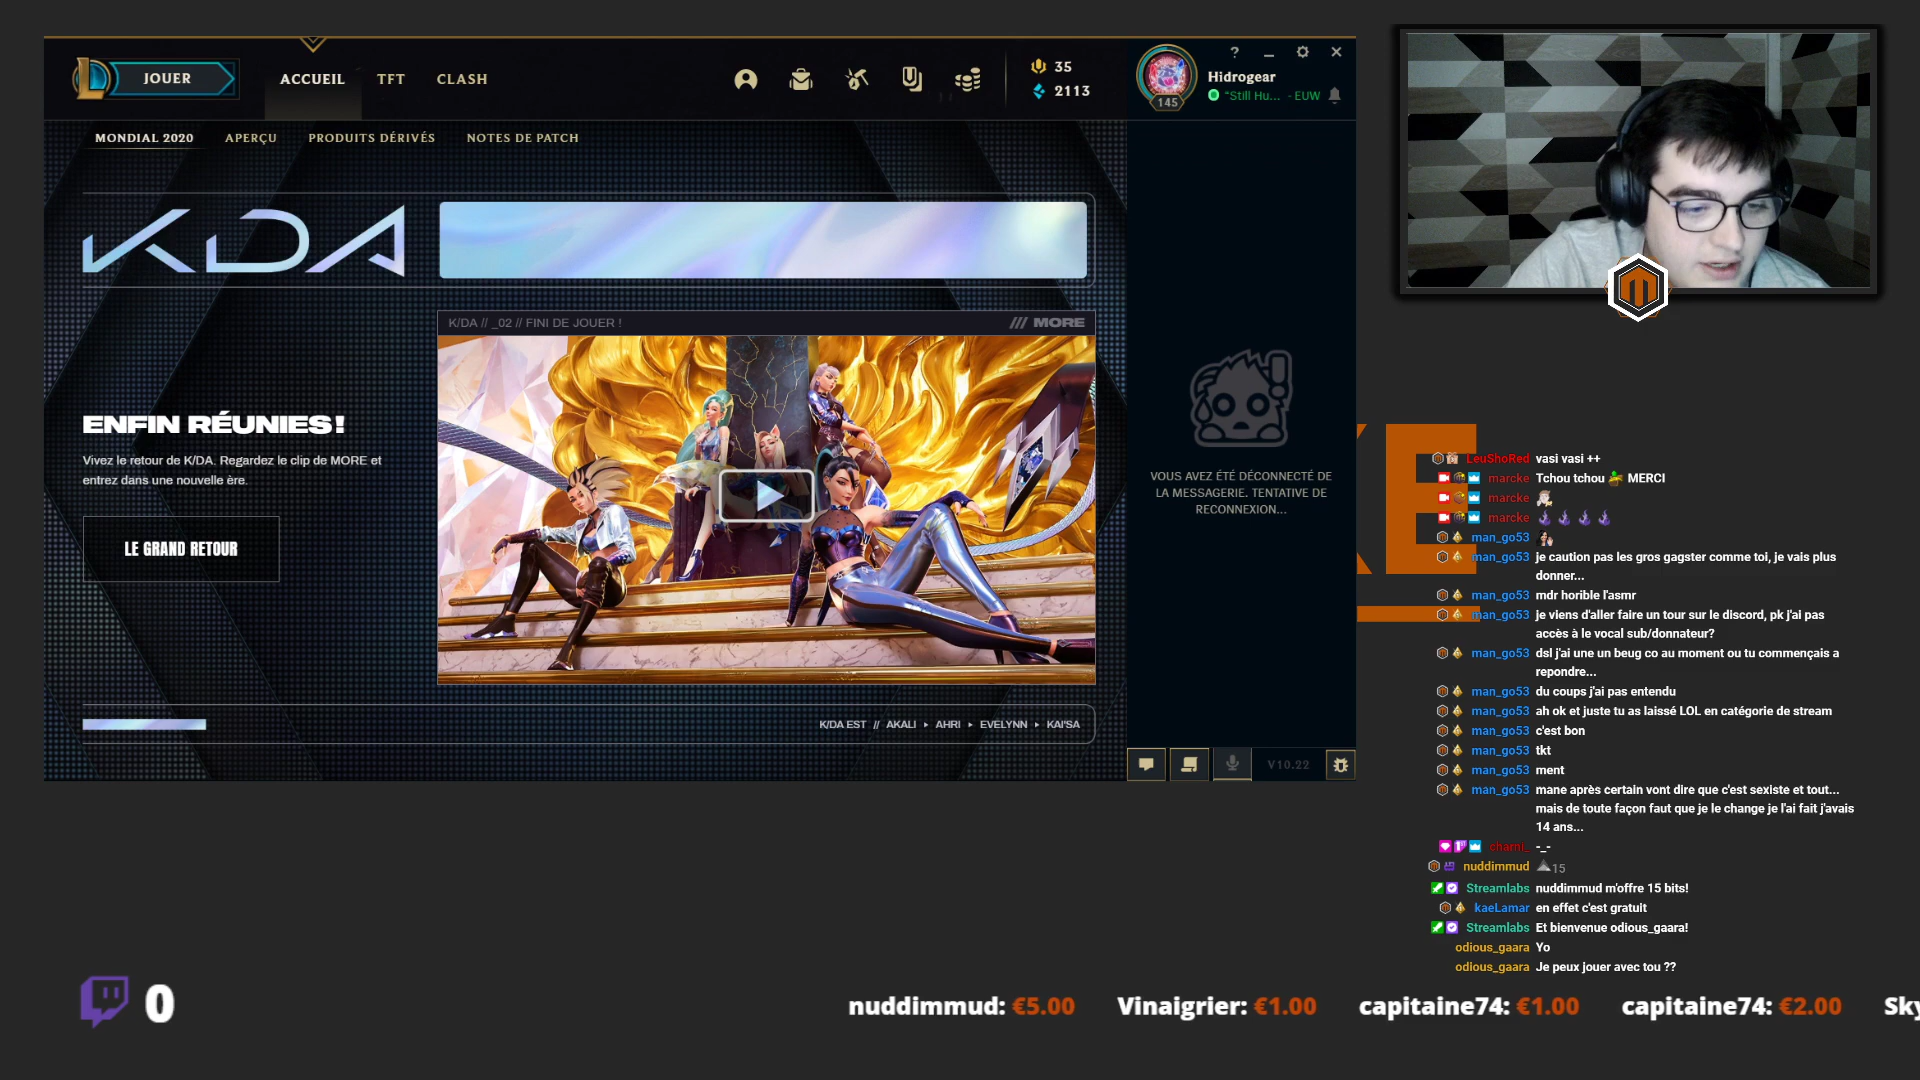 JOUER
ACCUEIL
TFT
CLASH
35
2113
145
?
Hidrogear
"Still Hu... - EUW
MONDIAL 2020
APERÇU
PRODUITS DÉRIVÉS
NOTES DE PATCH
KDA
K/DA // _02 // FINI DE JOUER !
/// MORE
ENFIN RÉUNIES !
Vivez le retour de K/DA. Regardez le clip de MORE et
entrez dans une nouvelle ère.
LE GRAND RETOUR
K/DA EST // AKALI ▸ AHRI ▸ EVELYNN ▸ KAI'SA
VOUS AVEZ ÉTÉ DÉCONNECTÉ DE
LA MESSAGERIE. TENTATIVE DE
RECONNEXION...
V10.22
E
LeuShoRed vasi vasi ++
marcke Tchou tchou MERCI
marcke
marcke
man_go53
man_go53 je caution pas les gros gagster comme toi, je vais plus
donner...
man_go53 mdr horible l'asmr
man_go53 je viens d'aller faire un tour sur le discord, pk j'ai pas
accès à le vocal sub/donnateur?
man_go53 dsl j'ai une un beug co au moment ou tu commençais a
repondre...
man_go53 du coups j'ai pas entendu
man_go53 ah ok et juste tu as laissé LOL en catégorie de stream
man_go53 c'est bon
man_go53 tkt
man_go53 ment
man_go53 mane après certain vont dire que c'est sexiste et tout...
mais de toute façon faut que je le change je l'ai fait j'avais
14 ans...
charni_ -_-
nuddimmud 15
Streamlabs nuddimmud m'offre 15 bits!
kaeLamar en effet c'est gratuit
Streamlabs Et bienvenue odious_gaara!
odious_gaara Yo
odious_gaara Je peux jouer avec tou ??
0
nuddimmud: €5.00 Vinaigrier: €1.00 capitaine74: €1.00 capitaine74: €2.00 Sky